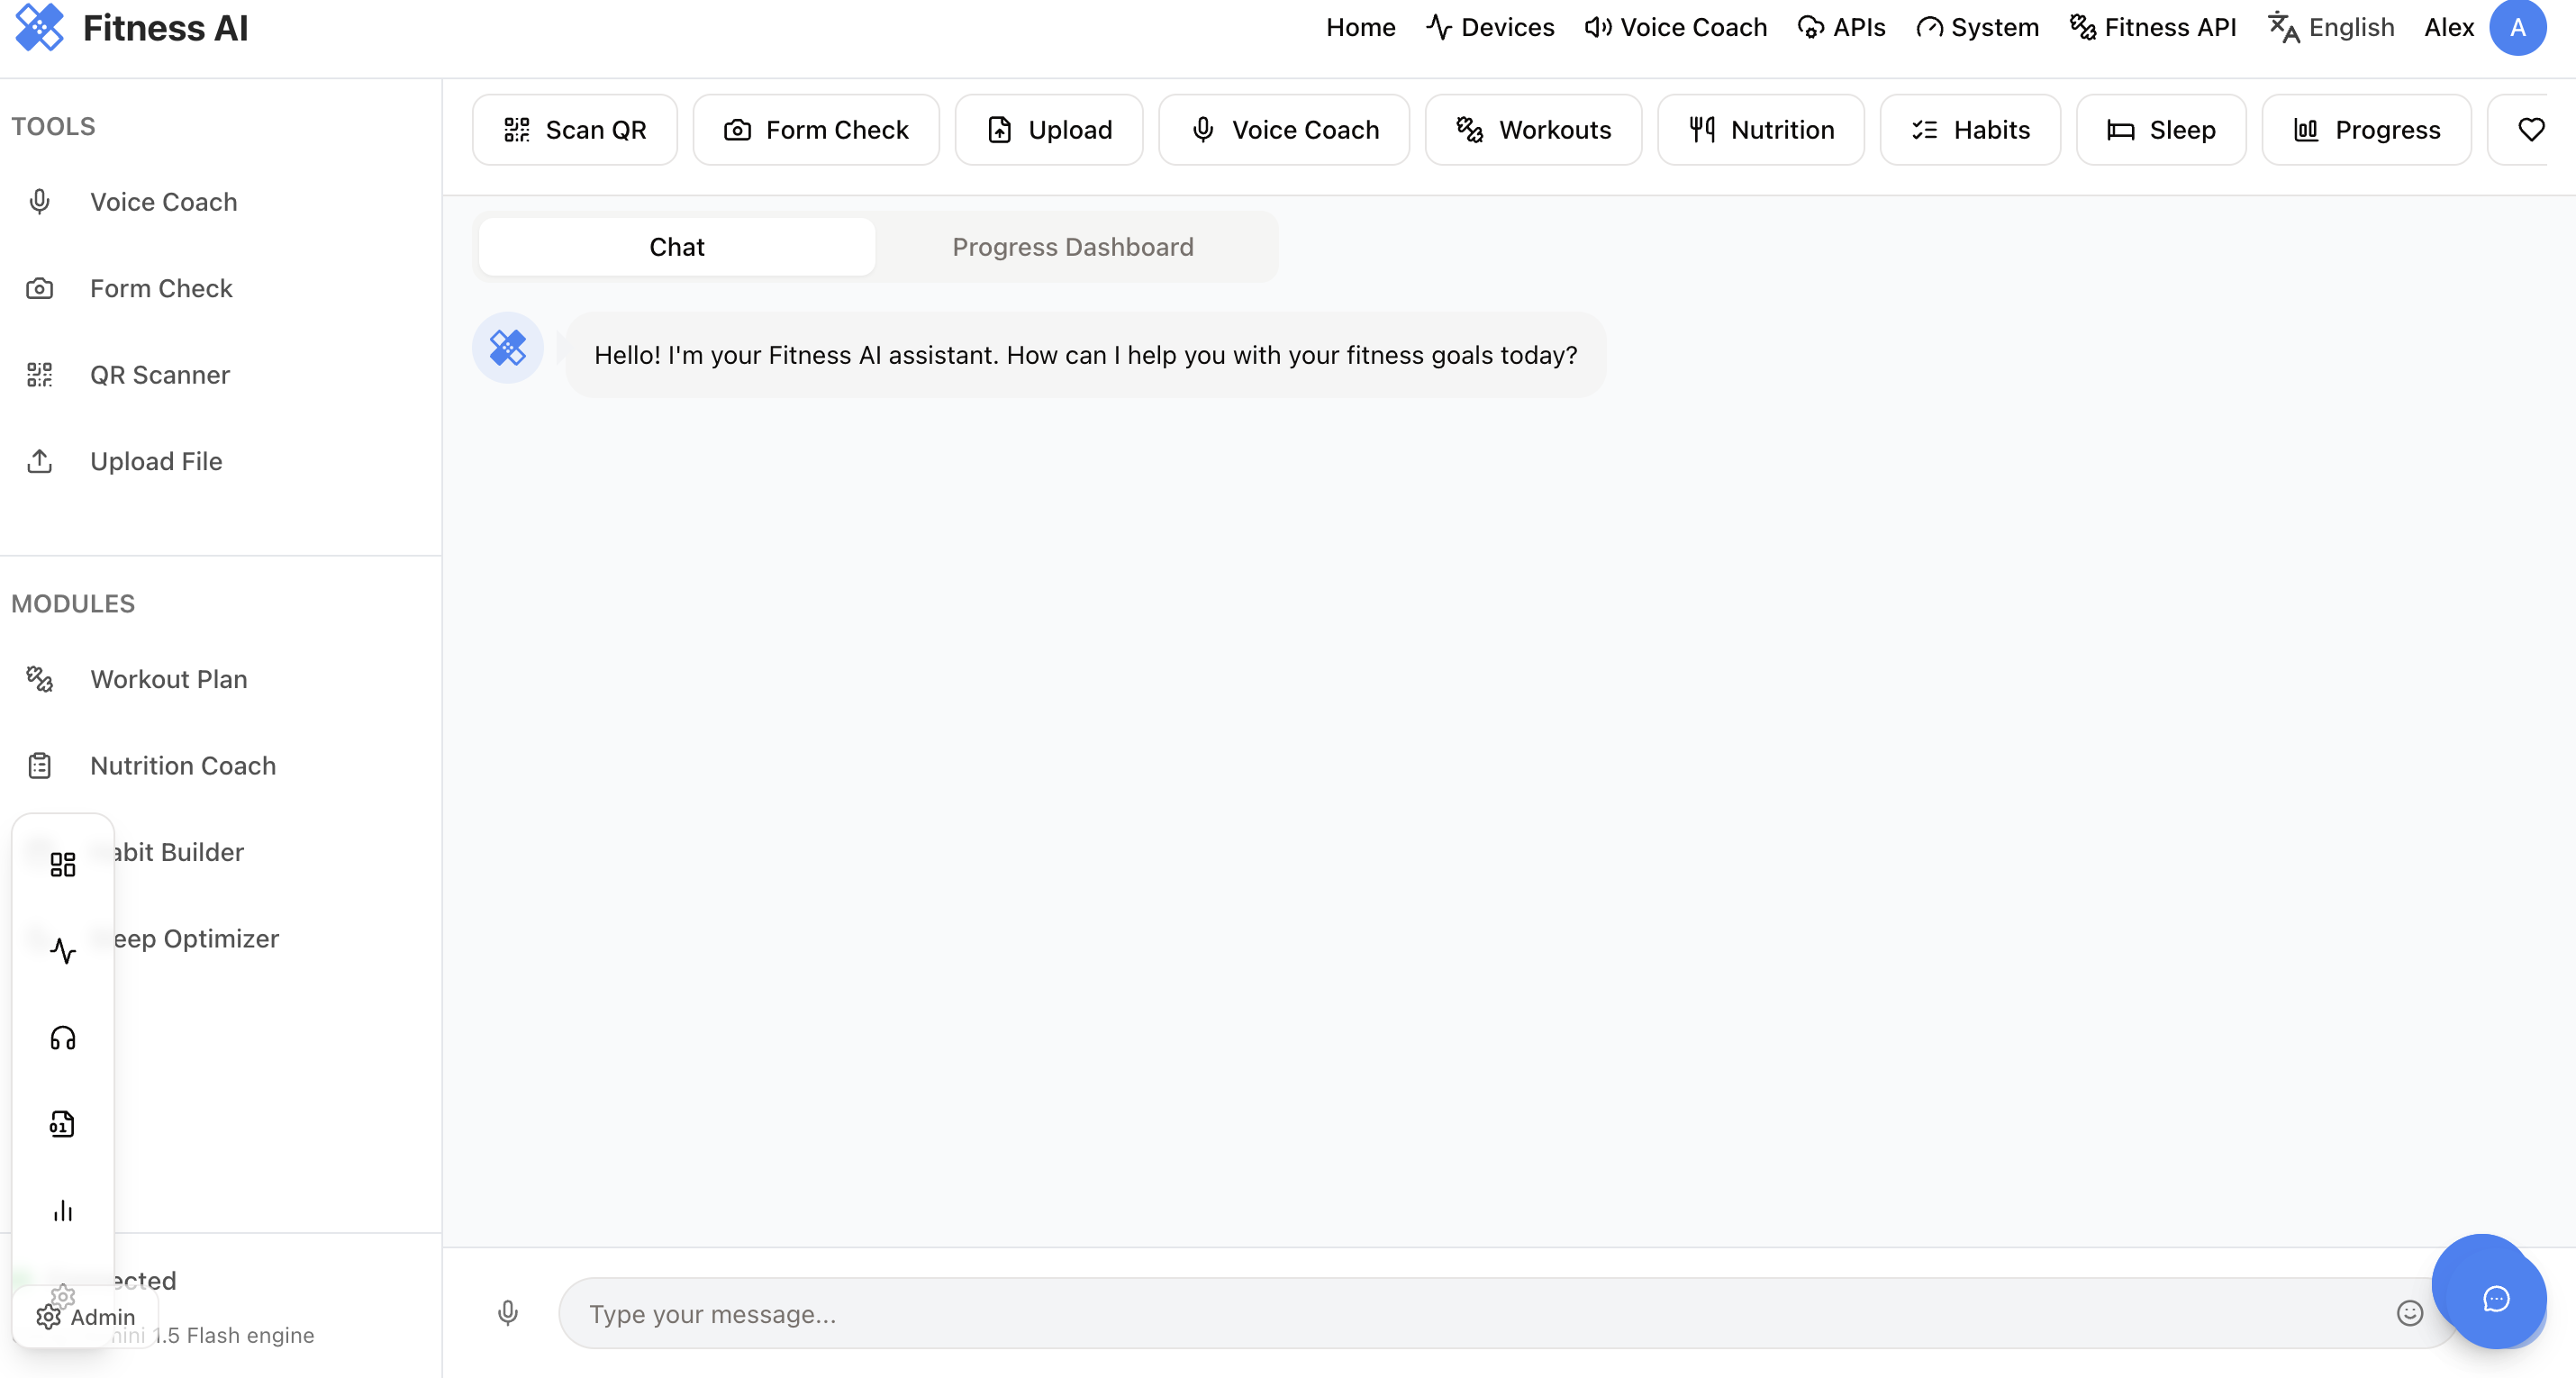 Fitness AI
Home Devices Voice Coach APIs System Fitness API English Alex A
TOOLS
Voice Coach
Form Check
QR Scanner
Upload File
MODULES
Workout Plan
Nutrition Coach
abit Builder
eep Optimizer
ected
Admin
1.5 Flash engine
Scan QR Form Check Upload Voice Coach Workouts Nutrition Habits Sleep Progress
Chat Progress Dashboard
Hello! I'm your Fitness AI assistant. How can I help you with your fitness goals today?
Type your message...